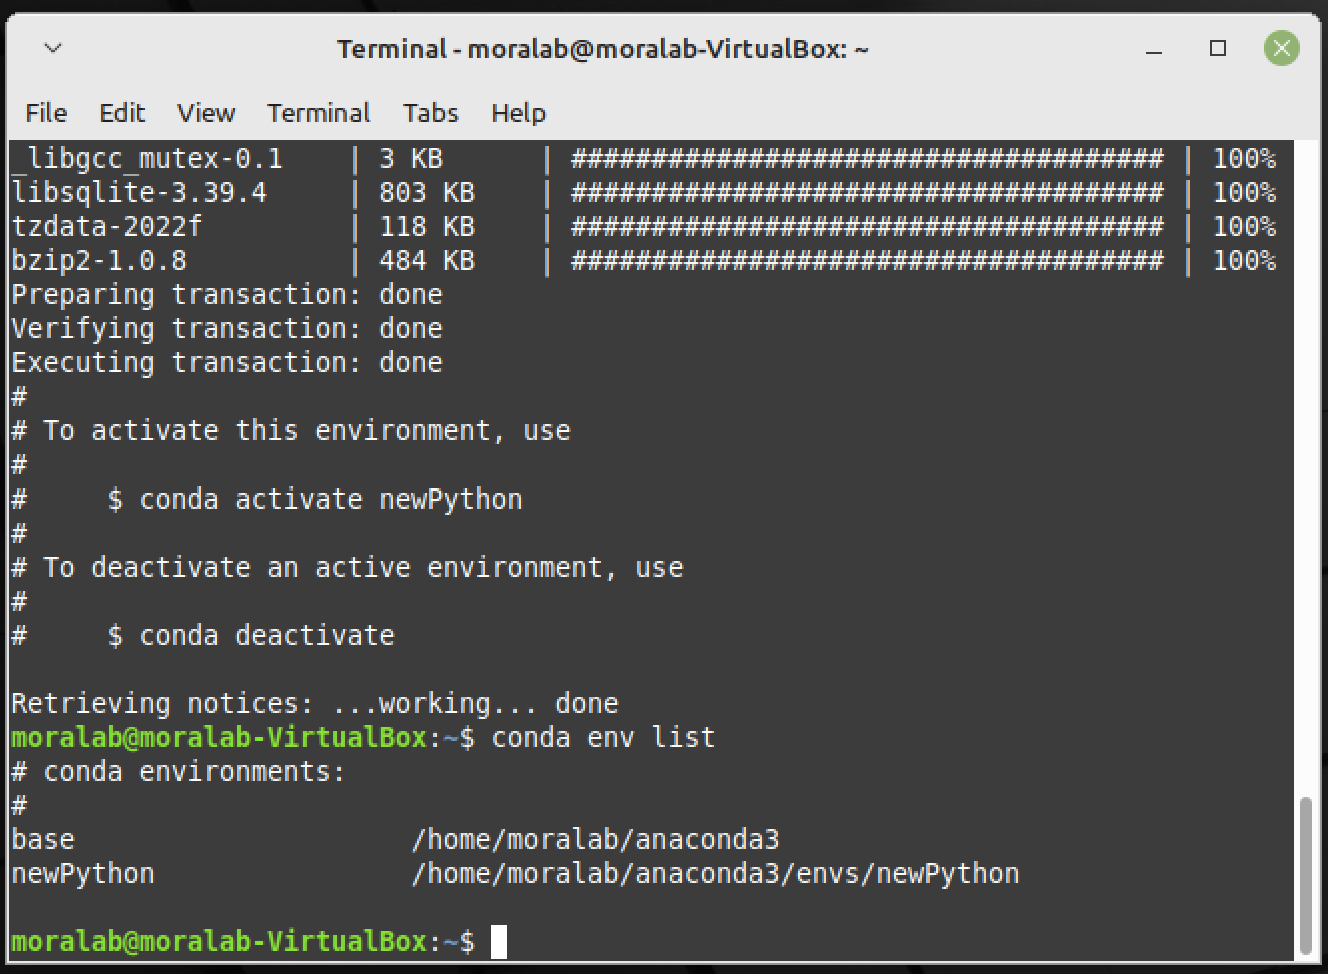 Terminal - moralab@moralab-VirtualBox: ~
File Edit View Terminal Tabs Help
_libgcc_mutex-0.1    | 3 KB      | ##################################### | 100%
libsqlite-3.39.4     | 803 KB    | ##################################### | 100%
tzdata-2022f         | 118 KB    | ##################################### | 100%
bzip2-1.0.8          | 484 KB    | ##################################### | 100%
Preparing transaction: done
Verifying transaction: done
Executing transaction: done
#
# To activate this environment, use
#
#     $ conda activate newPython
#
# To deactivate an active environment, use
#
#     $ conda deactivate
Retrieving notices: ...working... done
moralab@moralab-VirtualBox:~$ conda env list
# conda environments:
#
base                     /home/moralab/anaconda3
newPython                /home/moralab/anaconda3/envs/newPython
moralab@moralab-VirtualBox:~$